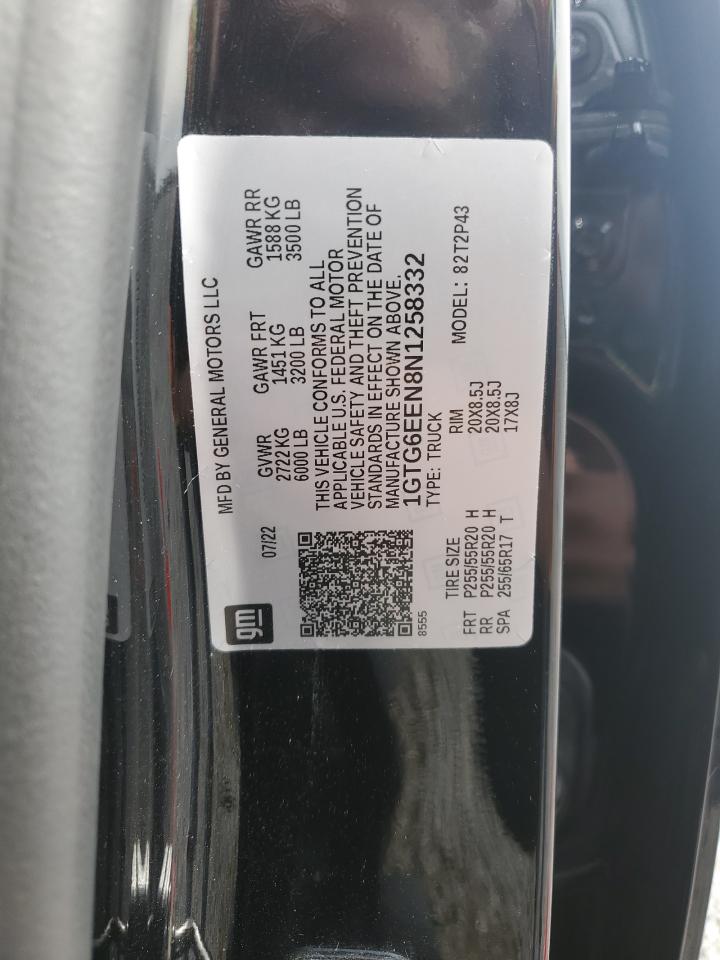 gm
MFD BY GENERAL MOTORS LLC
07/22
GVWR GAWR FRT GAWR RR
2722 KG 1451 KG 1588 KG
6000 LB 3200 LB 3500 LB
THIS VEHICLE CONFORMS TO ALL
APPLICABLE U.S. FEDERAL MOTOR
VEHICLE SAFETY AND THEFT PREVENTION
STANDARDS IN EFFECT ON THE DATE OF
MANUFACTURE SHOWN ABOVE.
1GTG6EEN8N1258332
8555
TYPE: TRUCK
TIRE SIZE RIM MODEL: 82T2P43
FRT P255/55R20 H 20X8.5J
RR P255/55R20 H 20X8.5J
SPA 255/65R17 T 17X8J